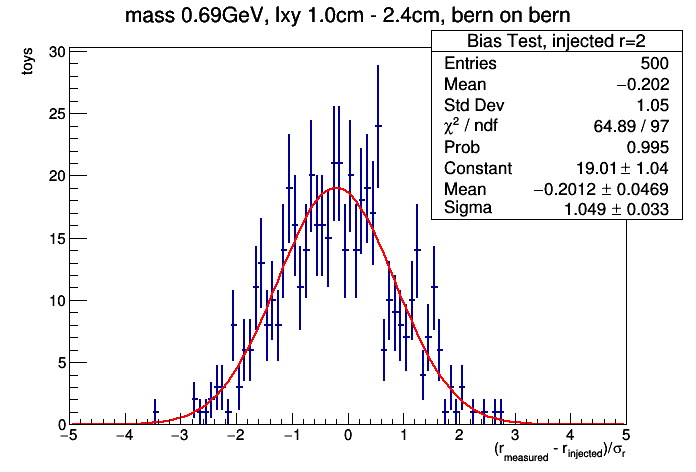 mass 0.69GeV, lxy 1.0cm - 2.4cm, bern on bern
toys
Bias Test, injected r=2
Entries 500
Mean −0.202
Std Dev 1.05
χ² / ndf 64.89 / 97
Prob 0.995
Constant 19.01 ± 1.04
Mean −0.2012 ± 0.0469
Sigma 1.049 ± 0.033
30
25
20
15
10
5
0
−5 −4 −3 −2 −1 0 1 2 3 4 5
(r_measured - r_injected)/σ_r